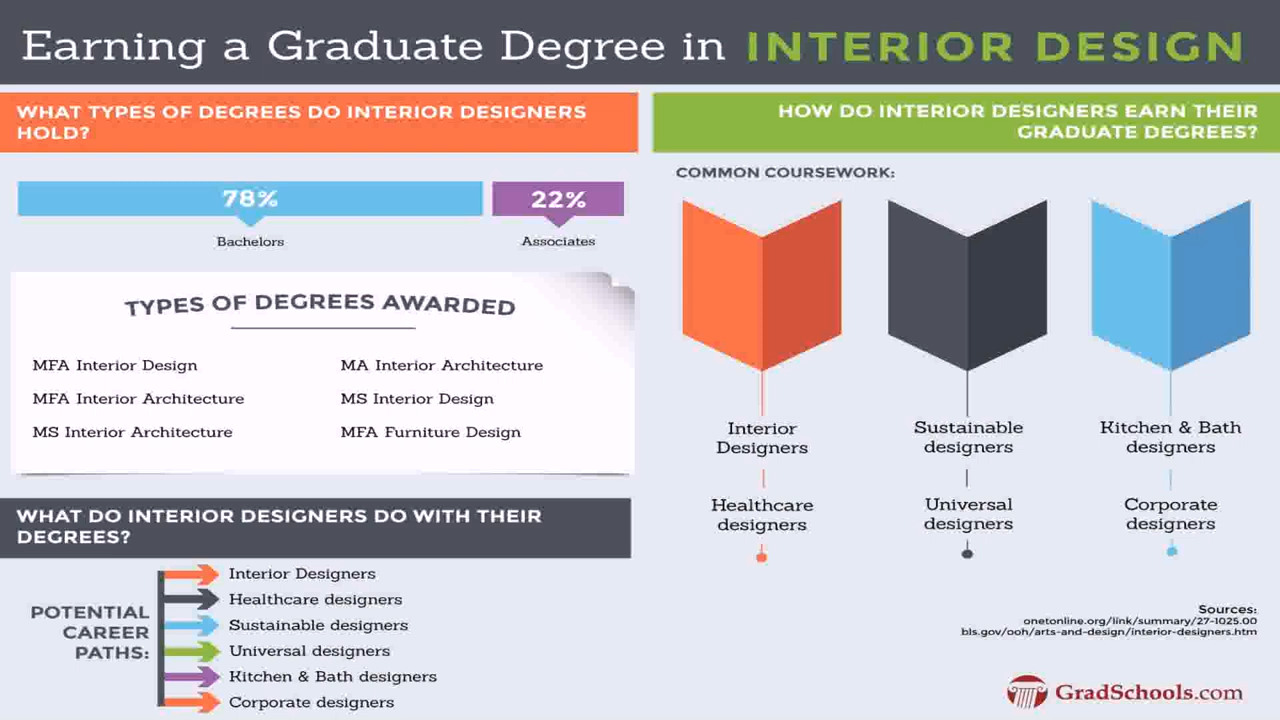 Earning a Graduate Degree in INTERIOR DESIGN
WHAT TYPES OF DEGREES DO INTERIOR DESIGNERS
HOLD?
78%
22%
Bachelors
Associates
TYPES OF DEGREES AWARDED
MFA Interior Design
MA Interior Architecture
MFA Interior Architecture
MS Interior Design
MS Interior Architecture
MFA Furniture Design
WHAT DO INTERIOR DESIGNERS DO WITH THEIR
DEGREES?
POTENTIAL
CAREER
PATHS:
Interior Designers
Healthcare designers
Sustainable designers
Universal designers
Kitchen & Bath designers
Corporate designers
HOW DO INTERIOR DESIGNERS EARN THEIR
GRADUATE DEGREES?
COMMON COURSEWORK:
Interior
Designers
Sustainable
designers
Kitchen & Bath
designers
Healthcare
designers
Universal
designers
Corporate
designers
Sources:
onetonline.org/link/summary/27-1025.00
bls.gov/ooh/arts-and-design/interior-designers.htm
GradSchools.com